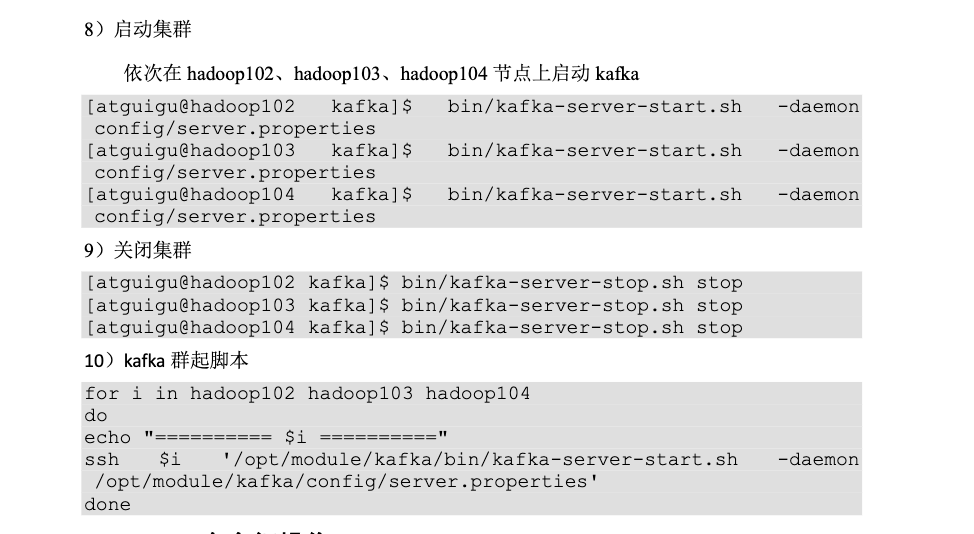 8）启动集群
依次在 hadoop102、hadoop103、hadoop104 节点上启动 kafka
[atguigu@hadoop102 kafka]$ bin/kafka-server-start.sh -daemon
config/server.properties
[atguigu@hadoop103 kafka]$ bin/kafka-server-start.sh -daemon
config/server.properties
[atguigu@hadoop104 kafka]$ bin/kafka-server-start.sh -daemon
config/server.properties
9）关闭集群
[atguigu@hadoop102 kafka]$ bin/kafka-server-stop.sh stop
[atguigu@hadoop103 kafka]$ bin/kafka-server-stop.sh stop
[atguigu@hadoop104 kafka]$ bin/kafka-server-stop.sh stop
10）kafka 群起脚本
for i in hadoop102 hadoop103 hadoop104
do
echo "========== $i =========="
ssh $i '/opt/module/kafka/bin/kafka-server-start.sh -daemon
/opt/module/kafka/config/server.properties'
done